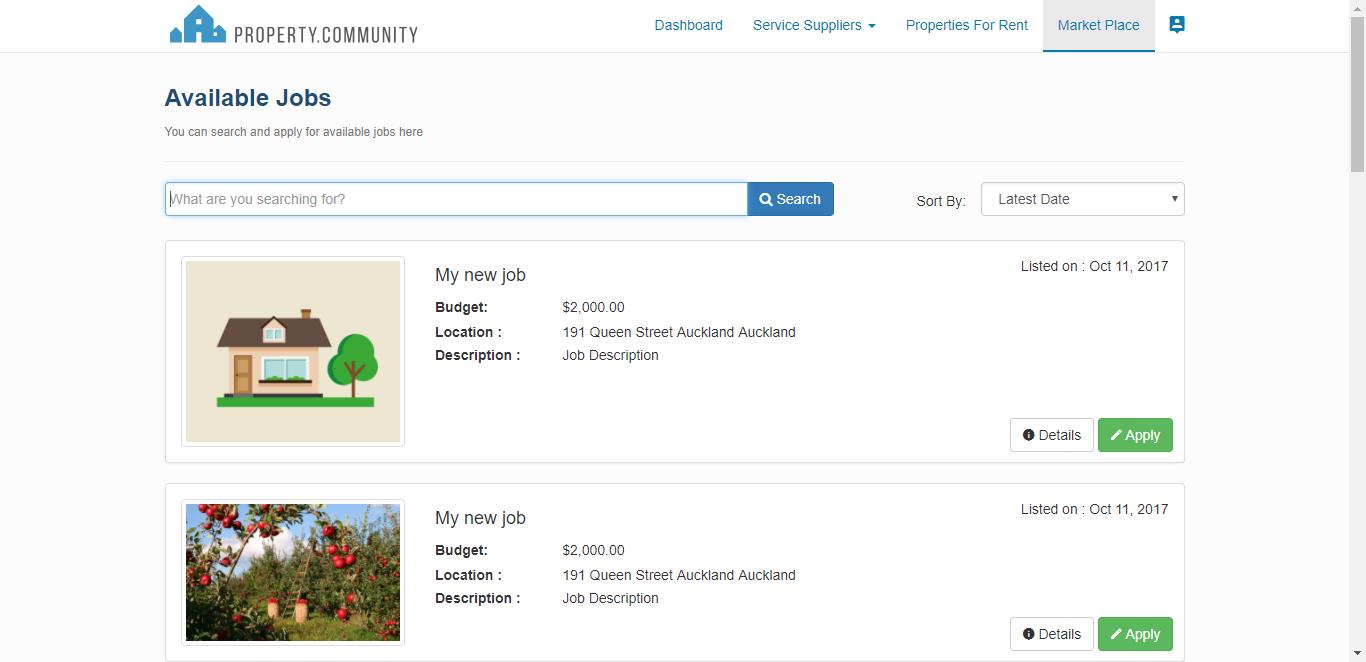 PROPERTY.COMMUNITY
Dashboard Service Suppliers Properties For Rent Market Place
Available Jobs
You can search and apply for available jobs here
What are you searching for? Search Sort By: Latest Date
My new job Listed on : Oct 11, 2017
Budget: $2,000.00
Location : 191 Queen Street Auckland Auckland
Description : Job Description
Details Apply
My new job Listed on : Oct 11, 2017
Budget: $2,000.00
Location : 191 Queen Street Auckland Auckland
Description : Job Description
Details Apply